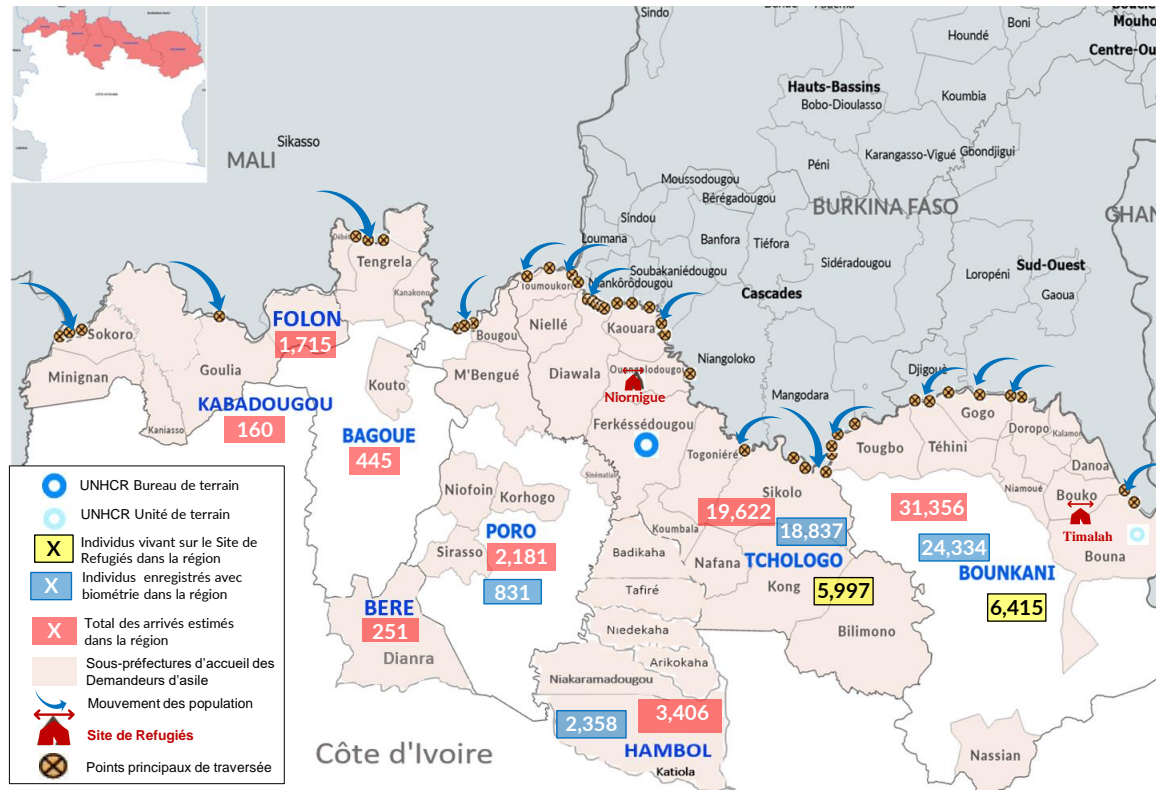 Sindo
Houndé
Boni
Mouho
Centre-Ou
Hauts-Bassins
Bobo-Dioulasso
Koumbia
Sikasso
MALI
Péni
Karangasso-Vigué
Gbondjigui
Moussodougou
Bérégadougou
BURKINA FASO
GHAN
Sindou
Loumana
Banfora
Tiéfora
Sidéradougou
Loropéni
Sud-Ouest
Gaoua
Soubakaniédougou
Niankôrôdougou
Cascades
Tengrela
Kanakono
Toumoukoro
Sokoro
FOLON
1,715
Bougou
Niellé
Kaouara
Niangoloko
Minignan
Goulia
Kouto
M'Bengué
Diawala
Ouangolodougou
Niornigue
Mangodara
Djigoué
KABADOUGOU
160
Kaniasso
BAGOUE
445
Ferkéssédougou
Togoniéré
Tougbo
Téhini
Gogo
Doropo
Kalamon
Danoa
Niamoué
Bouko
Timalah
Bouna
Niofoin
Korhogo
Sinématiali
Sikolo
19,622
18,837
31,356
24,334
PORO
2,181
831
Sirasso
Koumbala
Badikaha
Nafana
TCHOLOGO
Kong
5,997
BOUNKANI
6,415
BERE
251
Dianra
Tafiré
Niedekaha
Bilimono
Arikokaha
Niakaramadougou
2,358
3,406
HAMBOL
Katiola
Nassian
Côte d'Ivoire
UNHCR Bureau de terrain
UNHCR Unité de terrain
X
Individus vivant sur le Site de
Refugiés dans la région
X
Individus enregistrés avec
biométrie dans la région
X
Total des arrivés estimés
dans la région
Sous-préfectures d'accueil des
Demandeurs d'asile
Mouvement des population
Site de Refugiés
Points principaux de traversée